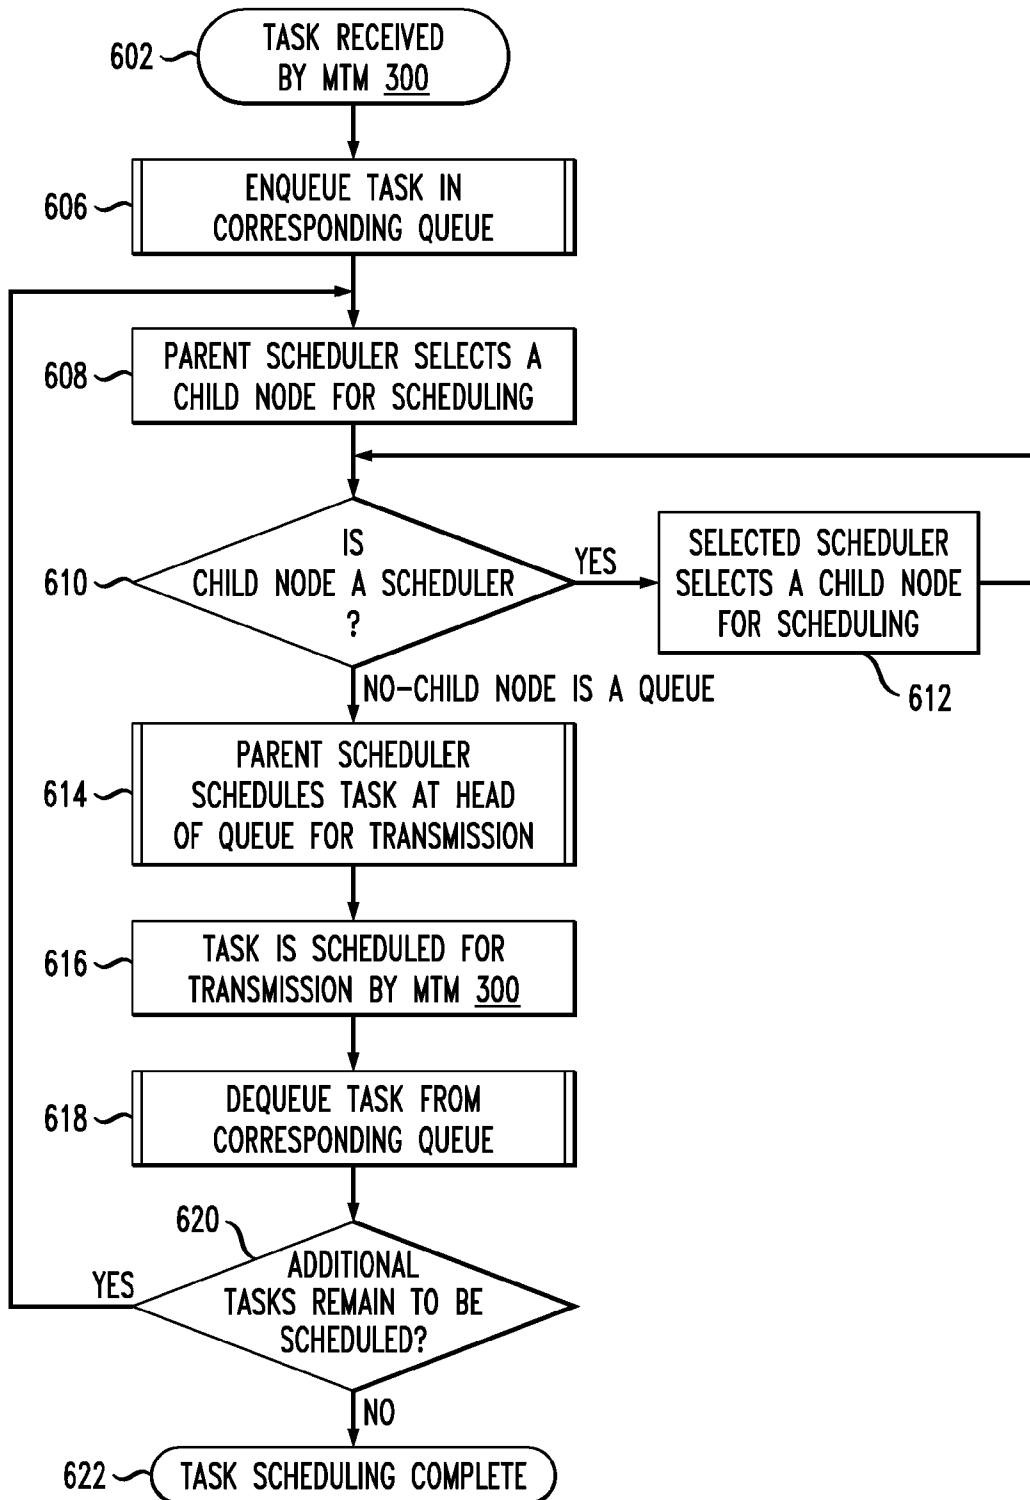 602
TASK RECEIVED
BY MTM 300
606
ENQUEUE TASK IN
CORRESPONDING QUEUE
608
PARENT SCHEDULER SELECTS A
CHILD NODE FOR SCHEDULING
610
IS
CHILD NODE A SCHEDULER
?
YES
SELECTED SCHEDULER
SELECTS A CHILD NODE
FOR SCHEDULING
612
NO-CHILD NODE IS A QUEUE
614
PARENT SCHEDULER
SCHEDULES TASK AT HEAD
OF QUEUE FOR TRANSMISSION
616
TASK IS SCHEDULED FOR
TRANSMISSION BY MTM 300
618
DEQUEUE TASK FROM
CORRESPONDING QUEUE
620
YES
ADDITIONAL
TASKS REMAIN TO BE
SCHEDULED?
NO
622
TASK SCHEDULING COMPLETE